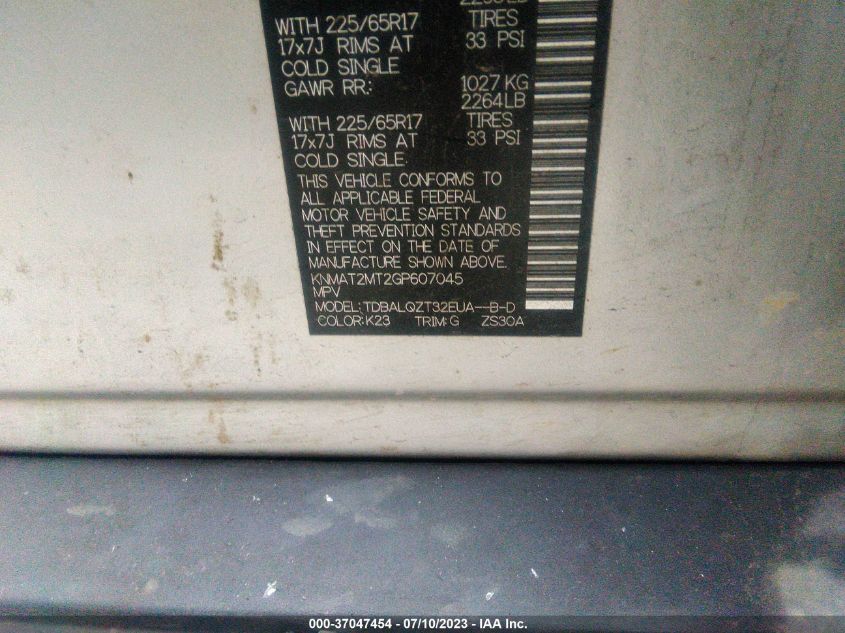 WITH 225/65R17 TIRES
17x7J RIMS AT 33 PSI
COLD SINGLE
GAWR RR: 1027 KG
2264LB
WITH 225/65R17 TIRES
17x7J RIMS AT 33 PSI
COLD SINGLE
THIS VEHICLE CONFORMS TO
ALL APPLICABLE FEDERAL
MOTOR VEHICLE SAFETY AND
THEFT PREVENTION STANDARDS
IN EFFECT ON THE DATE OF
MANUFACTURE SHOWN ABOVE.
KNMAT2MT2GP607045
MPV
MODEL:TDBALQZT32EUA--B-D
COLOR:K23 TRIM:G ZS30A
000-37047454 - 07/10/2023 - IAA Inc.